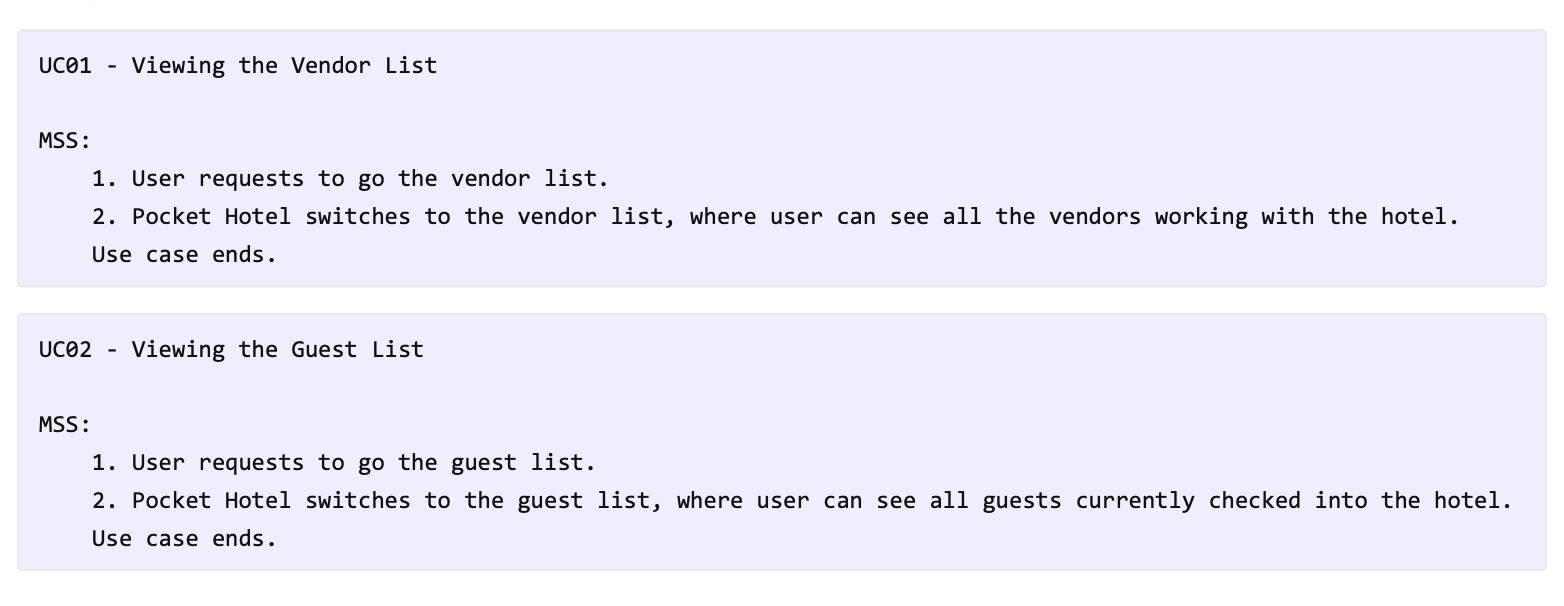 UC01 - Viewing the Vendor List
MSS:
1. User requests to go the vendor list.
2. Pocket Hotel switches to the vendor list, where user can see all the vendors working with the hotel.
Use case ends.
UC02 - Viewing the Guest List
MSS:
1. User requests to go the guest list.
2. Pocket Hotel switches to the guest list, where user can see all guests currently checked into the hotel.
Use case ends.